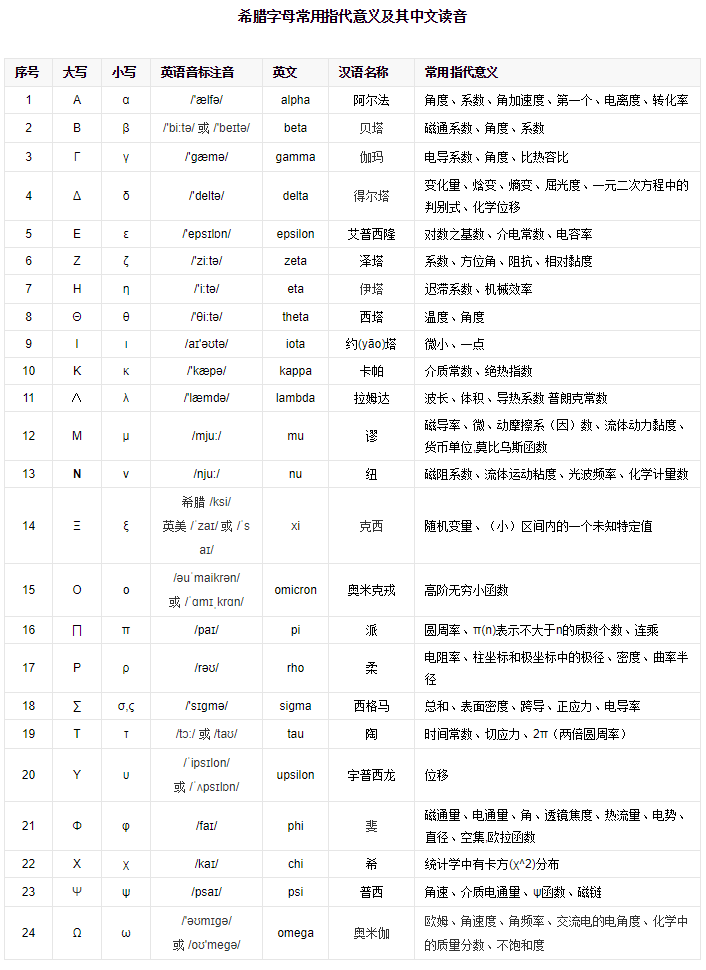 希腊字母常用指代意义及其中文读音
序号 大写 小写 英语音标注音 英文 汉语名称 常用指代意义
1 Α α /'ælfə/ alpha 阿尔法 角度、系数、角加速度、第一个、电离度、转化率
2 Β β /'bi:tə/ 或 /'beɪtə/ beta 贝塔 磁通系数、角度、系数
3 Γ γ /'gæmə/ gamma 伽玛 电导系数、角度、比热容比
4 Δ δ /'deltə/ delta 得尔塔 变化量、焓变、熵变、屈光度、一元二次方程中的
判别式、化学位移
5 Ε ε /'epsɪlɒn/ epsilon 艾普西隆 对数之基数、介电常数、电容率
6 Ζ ζ /'zi:tə/ zeta 泽塔 系数、方位角、阻抗、相对黏度
7 Η η /'i:tə/ eta 伊塔 迟滞系数、机械效率
8 Θ θ /'θi:tə/ theta 西塔 温度、角度
9 Ι ι /aɪ'əʊtə/ iota 约(yāo)塔 微小、一点
10 Κ κ /'kæpə/ kappa 卡帕 介质常数、绝热指数
11 Λ λ /'læmdə/ lambda 拉姆达 波长、体积、导热系数 普朗克常数
12 Μ μ /mju:/ mu 谬 磁导率、微、动摩擦系（因）数、流体动力黏度、
货币单位,莫比乌斯函数
13 Ν ν /nju:/ nu 纽 磁阻系数、流体运动粘度、光波频率、化学计量数
14 Ξ ξ 希腊 /ksi/
英美 /ˈzaɪ/ 或 /ˈs
aɪ/ xi 克西 随机变量、（小）区间内的一个未知特定值
15 Ο ο /əuˈmaikrən/
或 /ˈɑmɪˌkrɑn/ omicron 奥米克戎 高阶无穷小函数
16 ∏ π /paɪ/ pi 派 圆周率、π(n)表示不大于n的质数个数、连乘
17 Ρ ρ /rəʊ/ rho 柔 电阻率、柱坐标和极坐标中的极径、密度、曲率半
径
18 ∑ σ,ς /'sɪɡmə/ sigma 西格马 总和、表面密度、跨导、正应力、电导率
19 Τ τ /tɔ:/ 或 /taʊ/ tau 陶 时间常数、切应力、2π（两倍圆周率）
20 Υ υ /ˈipsɪlon/
或 /ˈʌpsɪlɒn/ upsilon 宇普西龙 位移
21 Φ φ /faɪ/ phi 斐 磁通量、电通量、角、透镜焦度、热流量、电势、
直径、空集,欧拉函数
22 Χ χ /kaɪ/ chi 希 统计学中有卡方(χ^2)分布
23 Ψ ψ /psaɪ/ psi 普西 角速、介质电通量、ψ函数、磁链
24 Ω ω /'əʊmɪɡə/
或 /oʊ'meɡə/ omega 奥米伽 欧姆、角速度、角频率、交流电的电角度、化学中
的质量分数、不饱和度